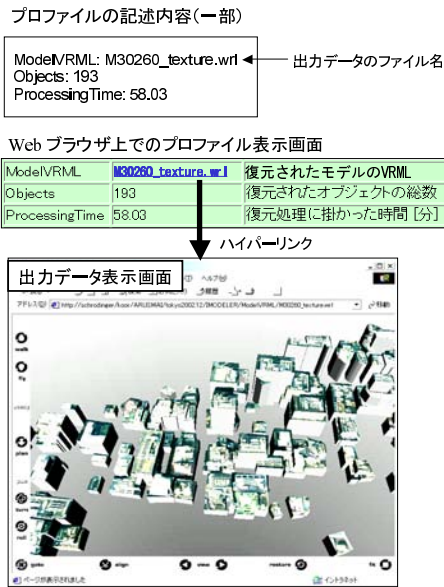 プロファイルの記述内容(一部)
ModelVRML: M30260_texture.wrl
出力データのファイル名
Objects: 193
ProcessingTime: 58.03
Web ブラウザ上でのプロファイル表示画面
ModelVRML M30260_texture.wrl 復元されたモデルのVRML
Objects 193 復元されたオブジェクトの総数
ProcessingTime 58.03 復元処理に掛かった時間 [分]
ハイパーリンク
出力データ表示画面
ヘルプ(H)
アドレス(D)
移動
walk
fly
plan
turn
roll
goto align view restore fit
ページが表示されました
イントラネット